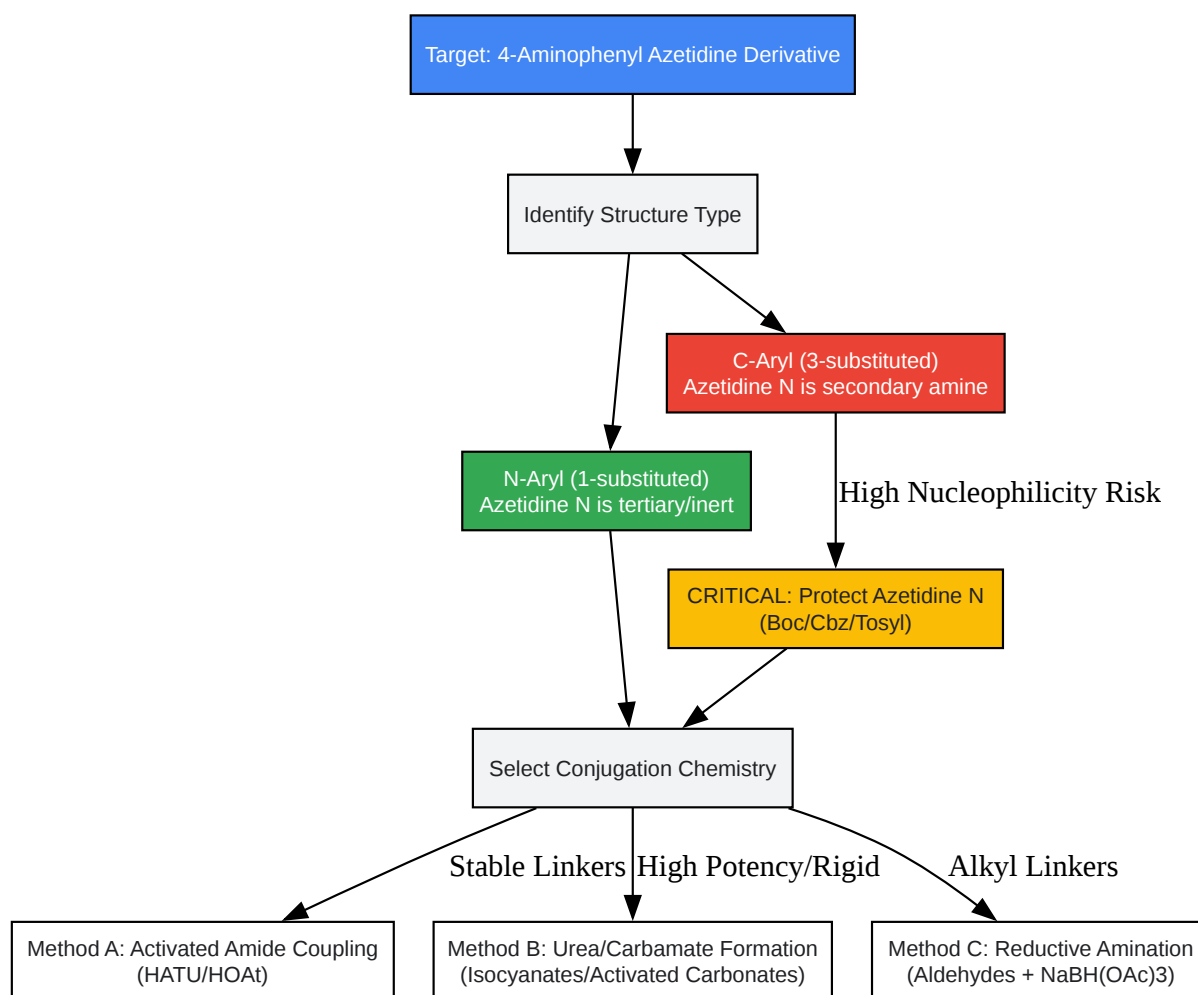 Target: 4-Aminophenyl Azetidine Derivative
Identify Structure Type
C-Aryl (3-substituted)
Azetidine N is secondary amine
N-Aryl (1-substituted)
Azetidine N is tertiary/inert
High Nucleophilicity Risk
CRITICAL: Protect Azetidine N
(Boc/Cbz/Tosyl)
Select Conjugation Chemistry
Stable Linkers
High Potency/Rigid
Alkyl Linkers
Method A: Activated Amide Coupling
(HATU/HOAt)
Method B: Urea/Carbamate Formation
(Isocyanates/Activated Carbonates)
Method C: Reductive Amination
(Aldehydes + NaBH(OAc)3)